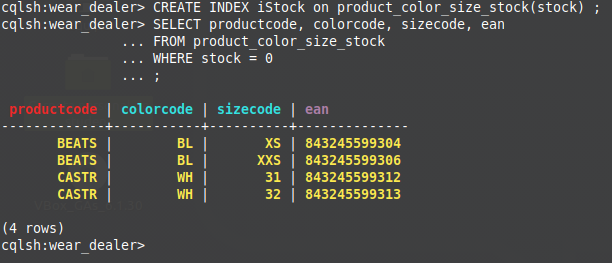 cqlsh:wear_dealer> CREATE INDEX iStock on product_color_size_stock(stock) ;
cqlsh:wear_dealer> SELECT productcode, colorcode, sizecode, ean
... FROM product_color_size_stock
... WHERE stock = 0
... ;
productcode | colorcode | sizecode | ean
-------------+-----------+----------+--------------
BEATS | BL | XS | 843245599304
BEATS | BL | XXS | 843245599306
CASTR | WH | 31 | 843245599312
CASTR | WH | 32 | 843245599313
(4 rows)
cqlsh:wear_dealer>